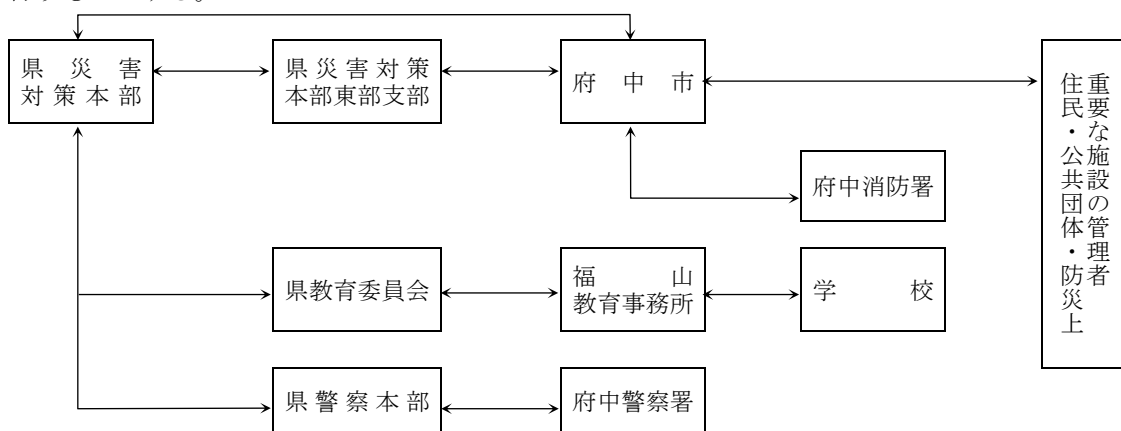 県災害
対策本部
県災害対策
本部東部支部
府中市
住民・公共団体・防災上
重要な施設の管理者
府中消防署
県教育委員会
福山
教育事務所
学校
県警察本部
府中警察署